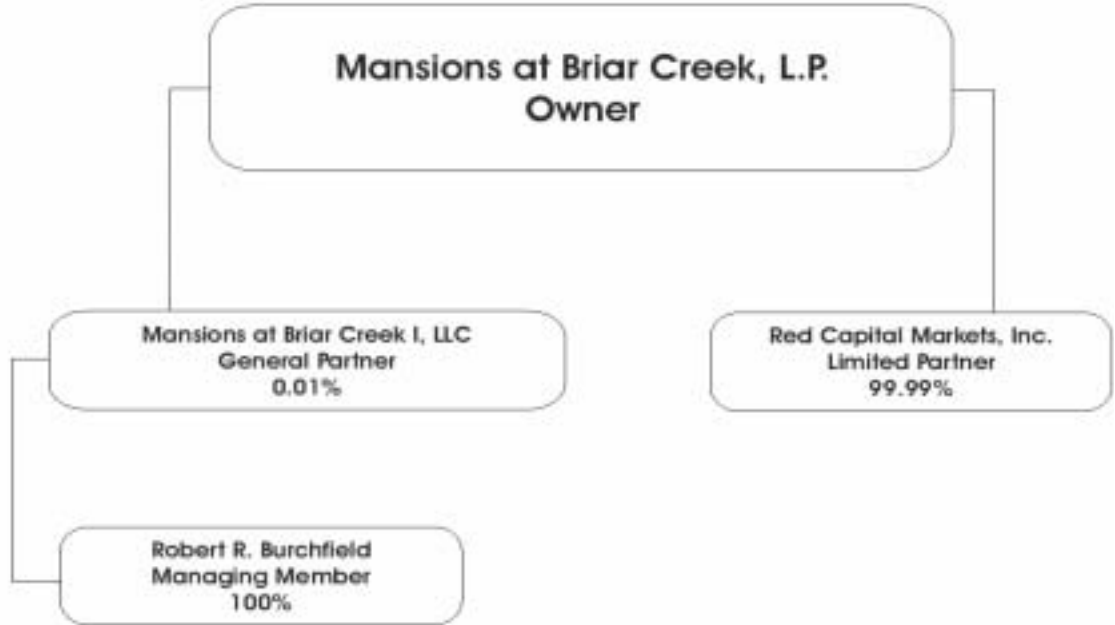 Mansions at Briar Creek, L.P.
Owner
Mansions at Briar Creek I, LLC
General Partner
0.01%
Red Capital Markets, Inc.
Limited Partner
99.99%
Robert R. Burchfield
Managing Member
100%